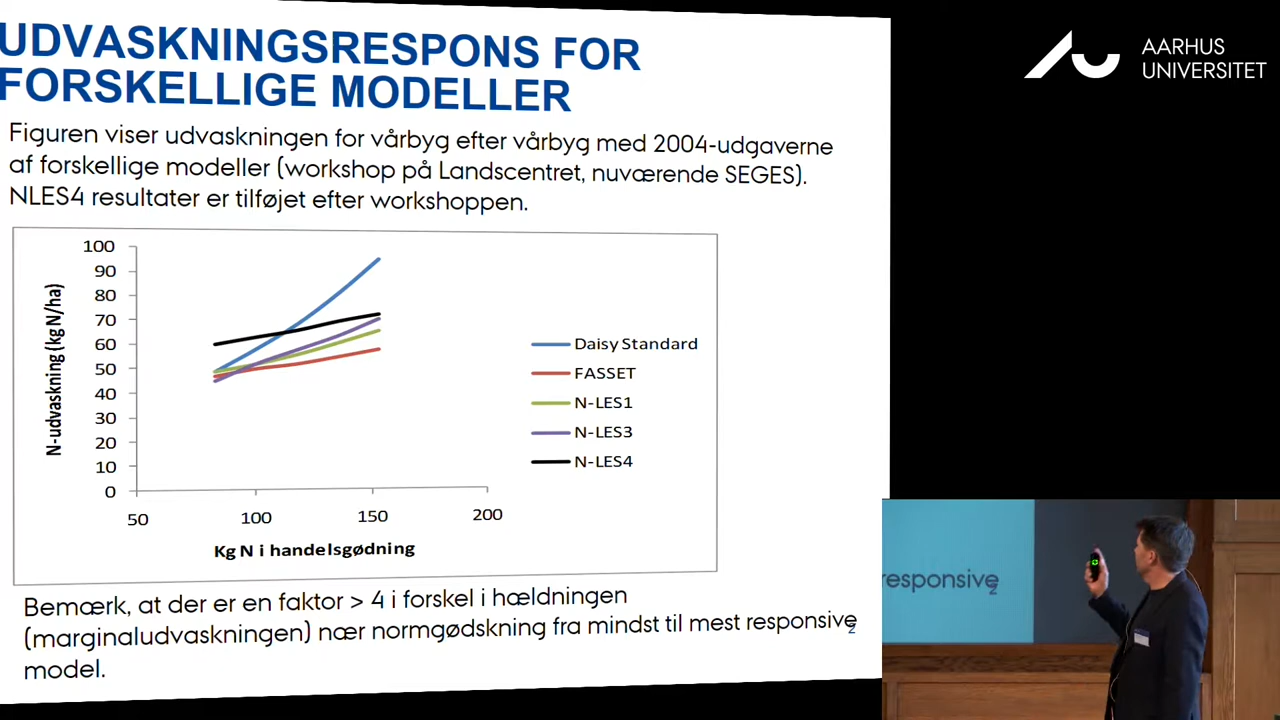 UDVASKNINGSRESPONS FOR
FORSKELLIGE MODELLER
AARHUS
UNIVERSITET
Figuren viser udvaskningen for vårbyg efter vårbyg med 2004-udgaverne
af forskellige modeller (workshop på Landscentret, nuværende SEGES).
NLES4 resultater er tilføjet efter workshoppen.
N-udvaskning (kg N/ha)
100
90
80
70
60
50
40
30
20
10
0
50 100 150 200
Kg N i handelsgødning
Daisy Standard
FASSET
N-LES1
N-LES3
N-LES4
Bemærk, at der er en faktor > 4 i forskel i hældningen
(marginaludvaskningen) nær normgødskning fra mindst til mest responsive
model.
2
responsive
2